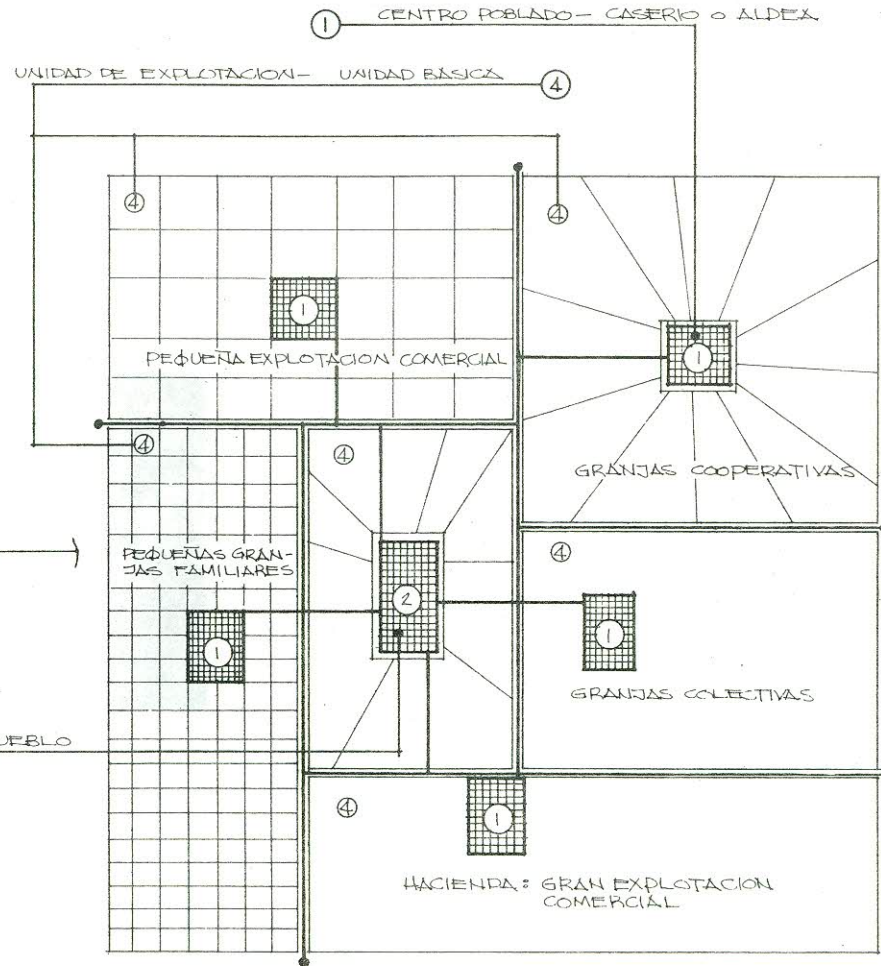 ① CENTRO POBLADO - CASERIO o ALDEA
UNIDAD DE EXPLOTACION - UNIDAD BASICA ④
④ ④
①
PEQUEÑA EXPLOTACION COMERCIAL
①
④ ④
GRANJAS COOPERATIVAS
PEQUEÑAS GRAN-
JAS FAMILIARES
④
②
① ①
GRANJAS COLECTIVAS
UEBLO
④
①
HACIENDA: GRAN EXPLOTACION
COMERCIAL